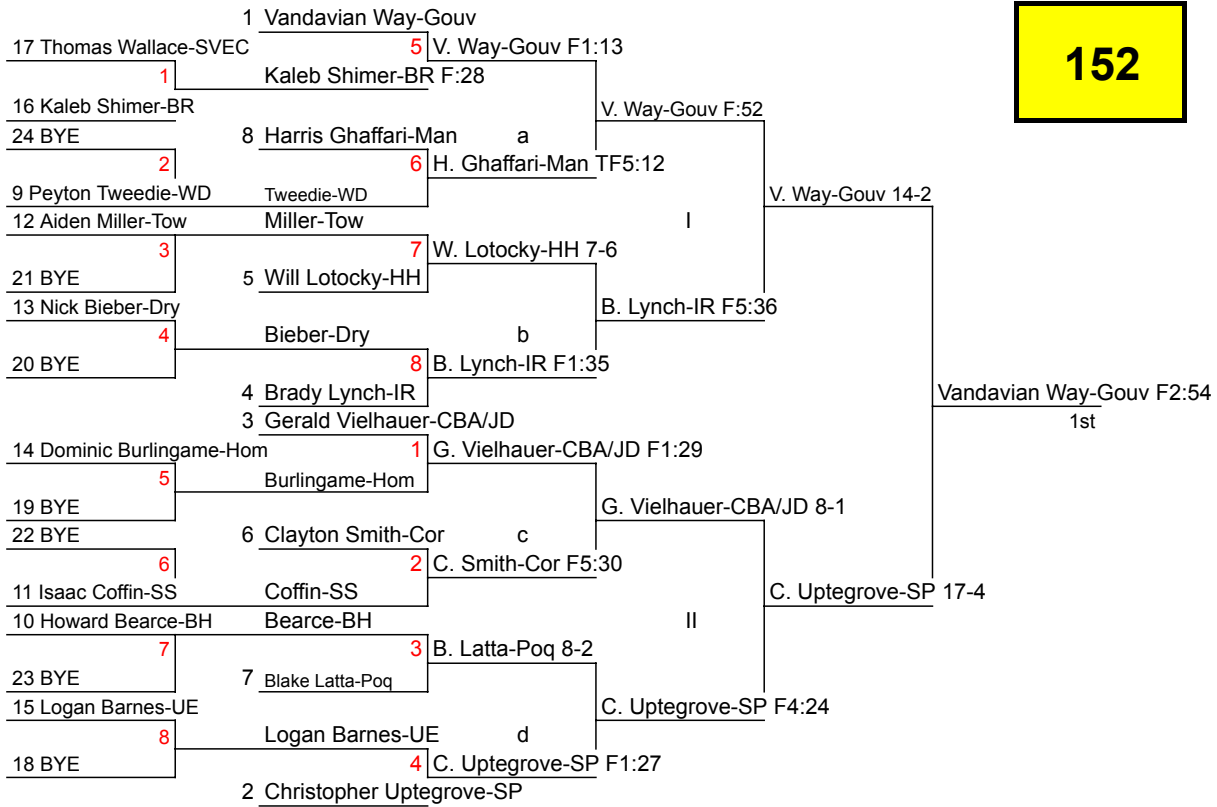 152
1 Vandavian Way-Gouv
17 Thomas Wallace-SVEC
5 V. Way-Gouv F1:13
1 Kaleb Shimer-BR F:28
16 Kaleb Shimer-BR
V. Way-Gouv F:52
24 BYE
8 Harris Ghaffari-Man a
2
6 H. Ghaffari-Man TF5:12
9 Peyton Tweedie-WD
Tweedie-WD
V. Way-Gouv 14-2
12 Aiden Miller-Tow
Miller-Tow
I
3
7 W. Lotocky-HH 7-6
21 BYE
5 Will Lotocky-HH
13 Nick Bieber-Dry
B. Lynch-IR F5:36
4
Bieber-Dry
b
20 BYE
8 B. Lynch-IR F1:35
4 Brady Lynch-IR
Vandavian Way-Gouv F2:54
1st
3 Gerald Vielhauer-CBA/JD
14 Dominic Burlingame-Hom
1 G. Vielhauer-CBA/JD F1:29
5
Burlingame-Hom
19 BYE
G. Vielhauer-CBA/JD 8-1
22 BYE
6 Clayton Smith-Cor c
6
2 C. Smith-Cor F5:30
11 Isaac Coffin-SS
Coffin-SS
C. Uptegrove-SP 17-4
10 Howard Bearce-BH
Bearce-BH
II
7
3 B. Latta-Poq 8-2
23 BYE
7 Blake Latta-Poq
15 Logan Barnes-UE
C. Uptegrove-SP F4:24
8
Logan Barnes-UE
d
18 BYE
4 C. Uptegrove-SP F1:27
2 Christopher Uptegrove-SP